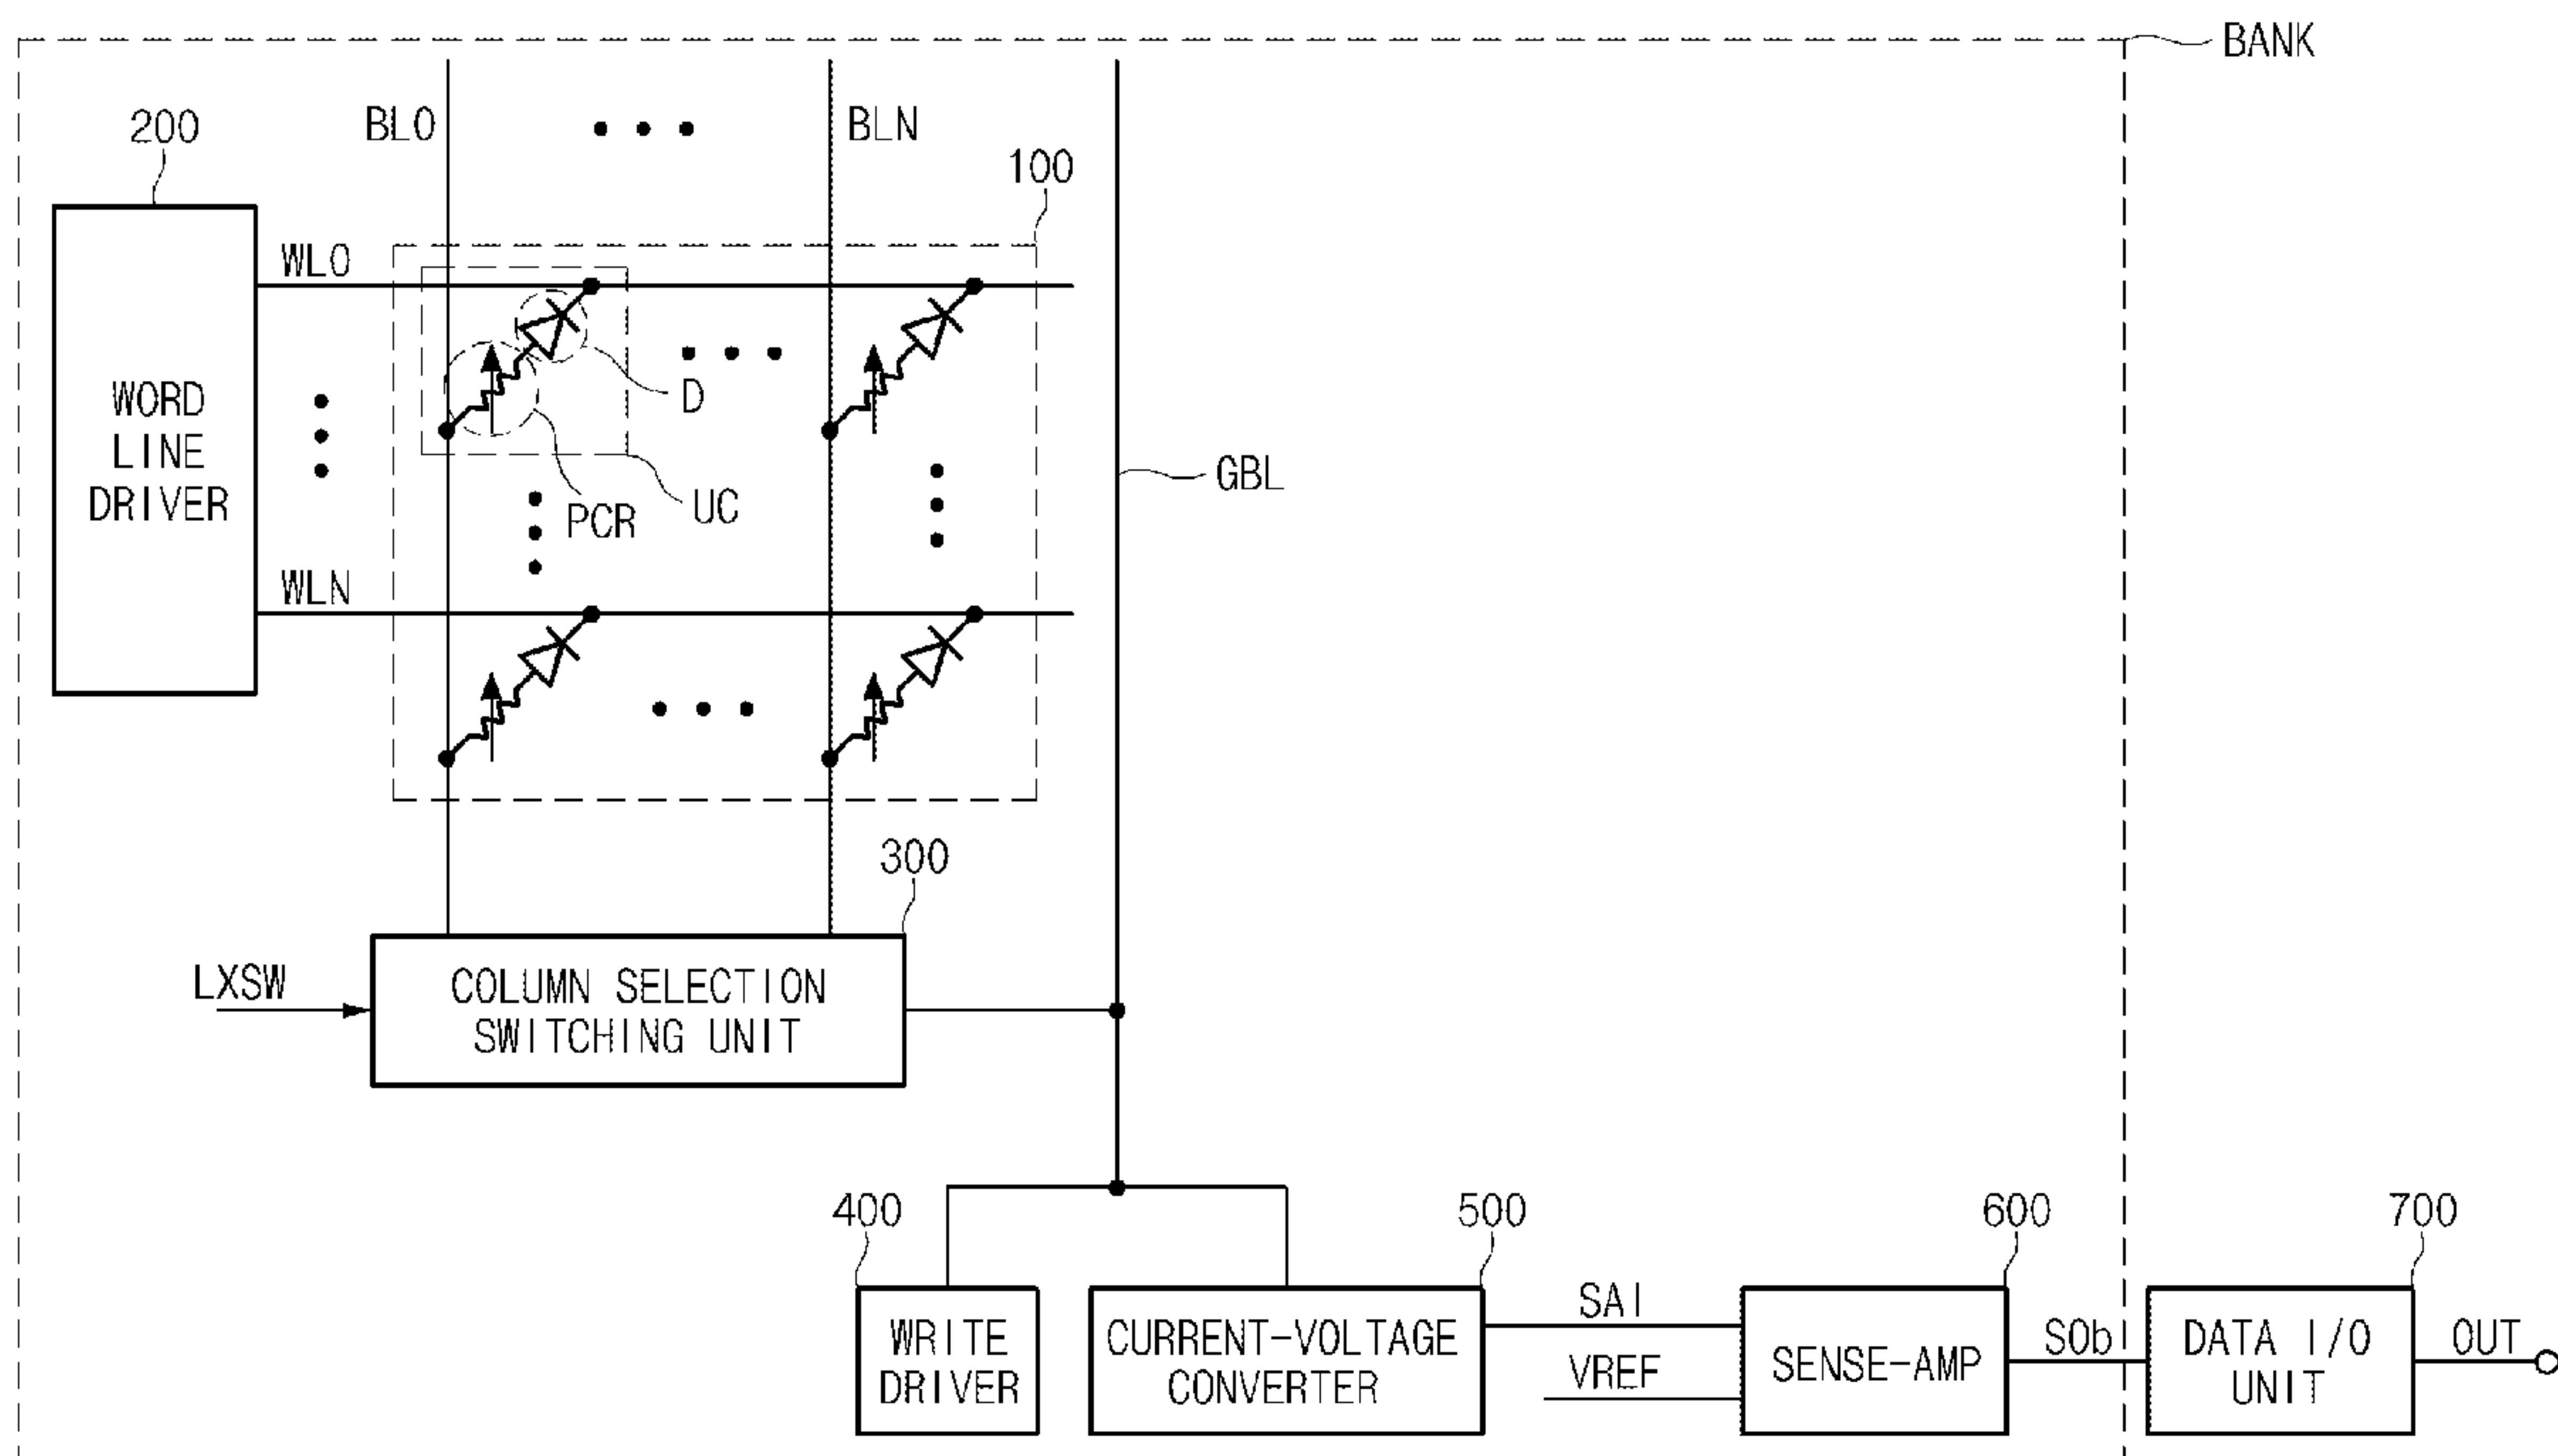 BANK
200
BL0
BLN
100
WL0
WORD
LINE
DRIVER
D
GBL
PCR
UC
WLN
300
LXSW
COLUMN SELECTION
SWITCHING UNIT
400
500
600
700
WRITE
DRIVER
CURRENT-VOLTAGE
CONVERTER
SAI
VREF
SENSE-AMP
SOb
DATA I/O
UNIT
OUT